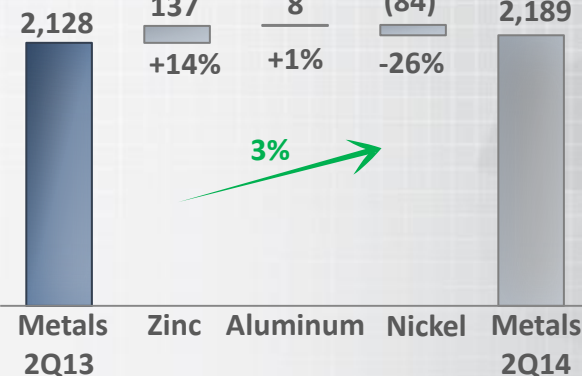 2,128
137
8
(84)
2,189
+14%
+1%
-26%
3%
Metals
2Q13
Zinc
Aluminum
Nickel
Metals
2Q14